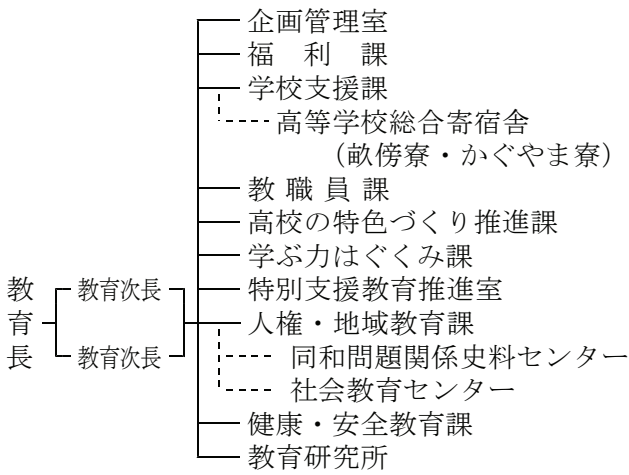 企画管理室
福利課
学校支援課
高等学校総合寄宿舎
（畝傍寮・かぐやま寮）
教職員課
高校の特色づくり推進課
学ぶ力はぐくみ課
教育長
教育次長
教育次長
特別支援教育推進室
人権・地域教育課
同和問題関係史料センター
社会教育センター
健康・安全教育課
教育研究所